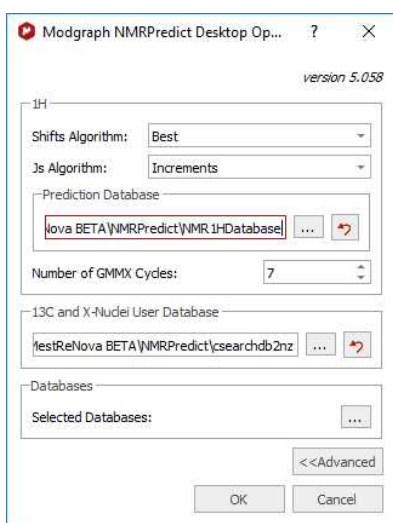 Modgraph NMRPredict Desktop Op... ? X
version 5.058
1H
Shifts Algorithm: Best
Js Algorithm: Increments
Prediction Database
Nova BETA\NMRPredict\NMR1HDatabase ...
Number of GMMX Cycles: 7
13C and X-Nuclei User Database
MestReNova BETA\NMRPredict\csearchdb2nz ...
Databases
Selected Databases: ...
<<Advanced
OK Cancel